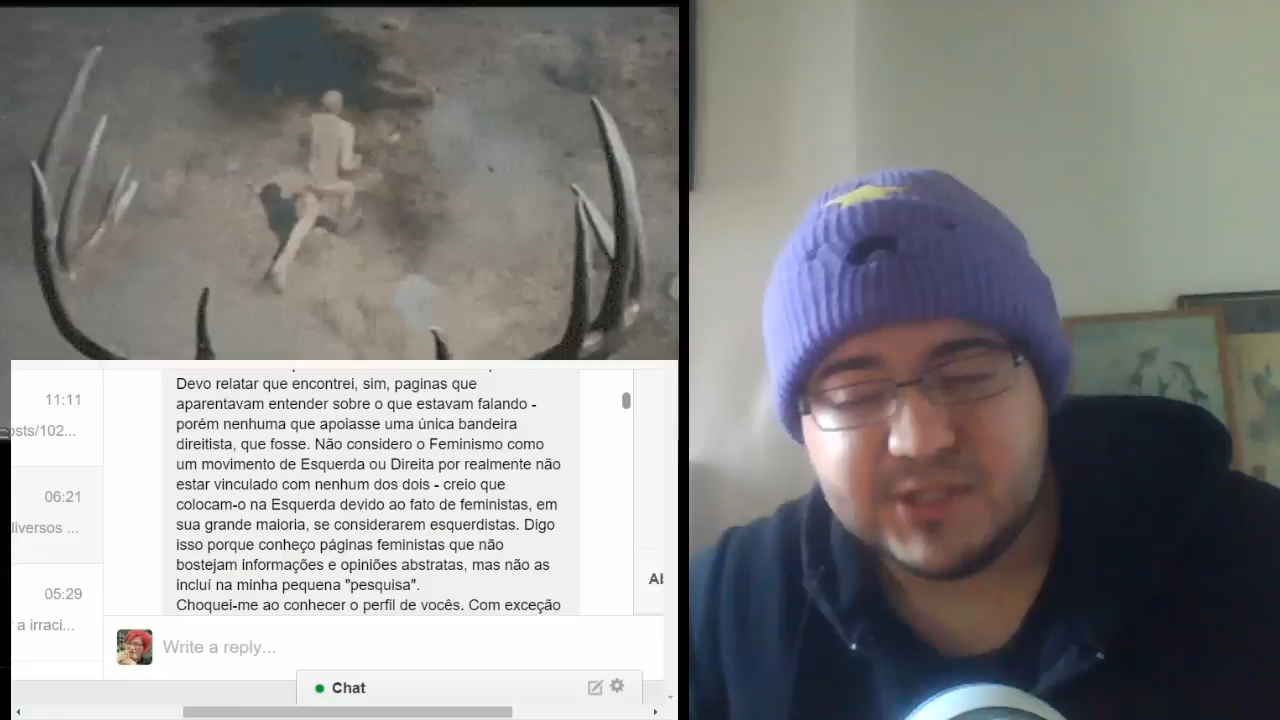 11:11
osts/102...
06:21
diversos ...
05:29
r a irraci...
Devo relatar que encontrei, sim, paginas que
aparentavam entender sobre o que estavam falando -
porém nenhuma que apoiasse uma única bandeira
direitista, que fosse. Não considero o Feminismo como
um movimento de Esquerda ou Direita por realmente não
estar vinculado com nenhum dos dois - creio que
colocam-o na Esquerda devido ao fato de feministas, em
sua grande maioria, se considerarem esquerdistas. Digo
isso porque conheço páginas feministas que não
bostejam informações e opiniões abstratas, mas não as
incluí na minha pequena "pesquisa".
Choquei-me ao conhecer o perfil de vocês. Com exceção
Write a reply...
Chat